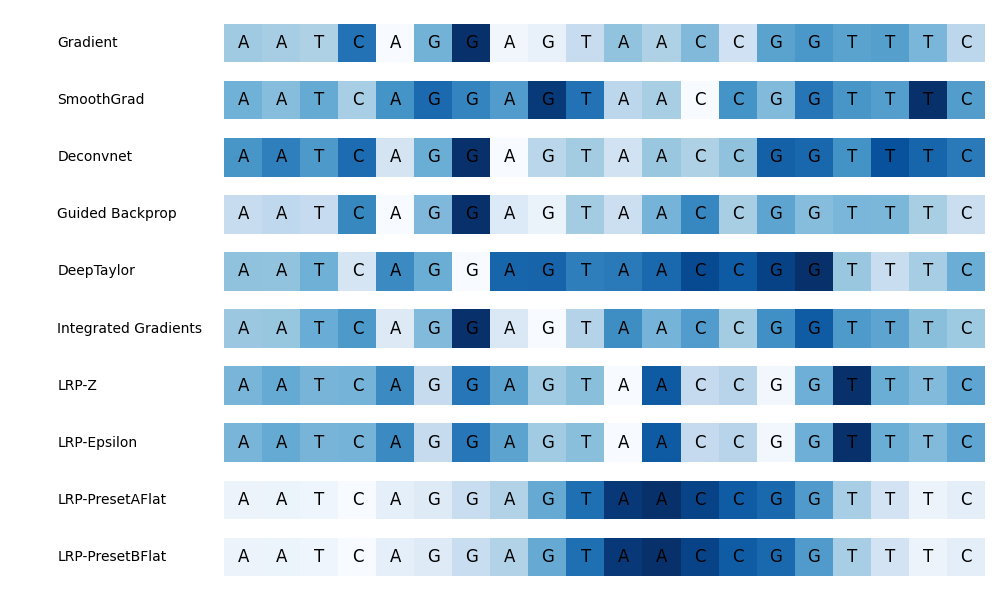 Gradient A A T C A G G A G T A A C C G G T T T C
SmoothGrad A A T C A G G A G T A A C C G G T T T C
Deconvnet A A T C A G G A G T A A C C G G T T T C
Guided Backprop A A T C A G G A G T A A C C G G T T T C
DeepTaylor A A T C A G G A G T A A C C G G T T T C
Integrated Gradients A A T C A G G A G T A A C C G G T T T C
LRP-Z A A T C A G G A G T A A C C G G T T T C
LRP-Epsilon A A T C A G G A G T A A C C G G T T T C
LRP-PresetAFlat A A T C A G G A G T A A C C G G T T T C
LRP-PresetBFlat A A T C A G G A G T A A C C G G T T T C